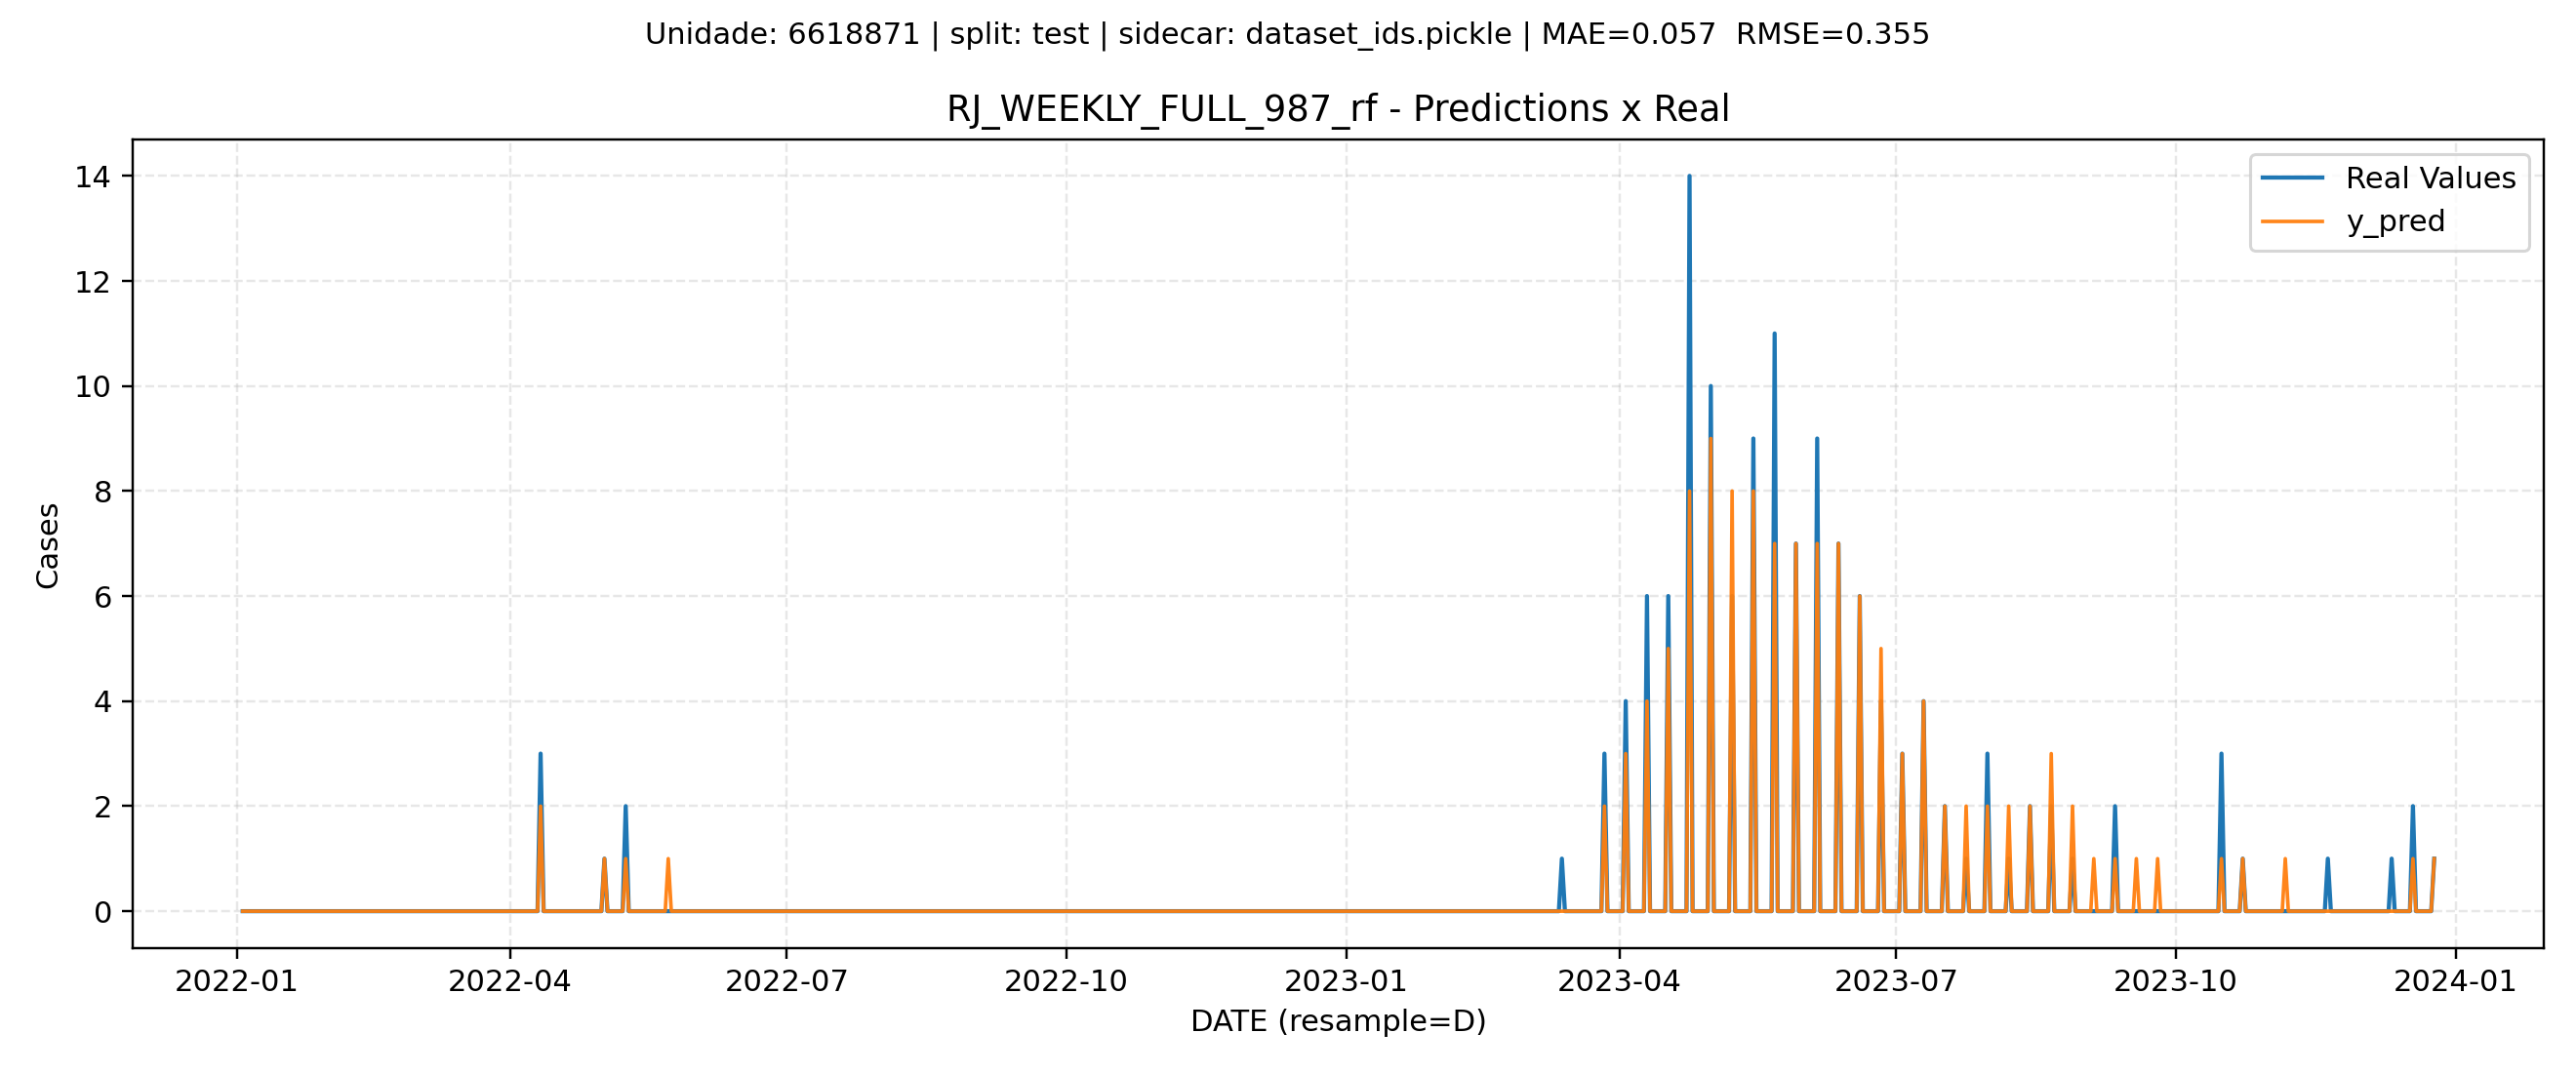 Unidade: 6618871 | split: test | sidecar: dataset_ids.pickle | MAE=0.057  RMSE=0.355
RJ_WEEKLY_FULL_987_rf - Predictions x Real
Real Values
y_pred
Cases
14
12
10
8
6
4
2
0
2022-01
2022-04
2022-07
2022-10
2023-01
2023-04
2023-07
2023-10
2024-01
DATE (resample=D)